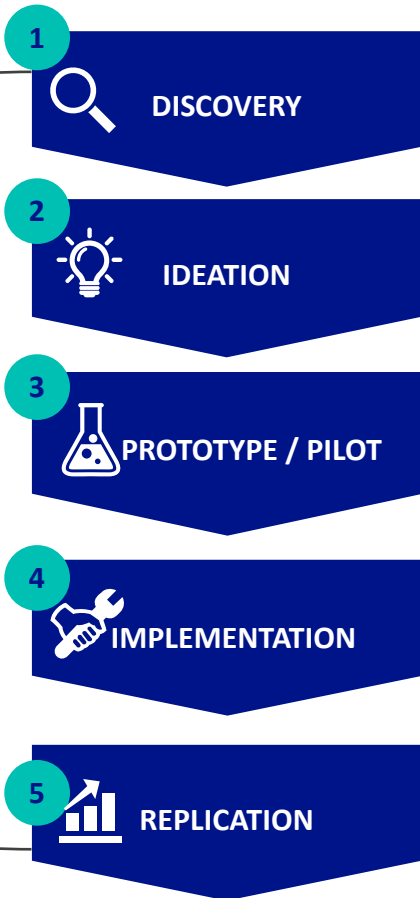 1
DISCOVERY
2
IDEATION
3
PROTOTYPE / PILOT
4
IMPLEMENTATION
5
REPLICATION